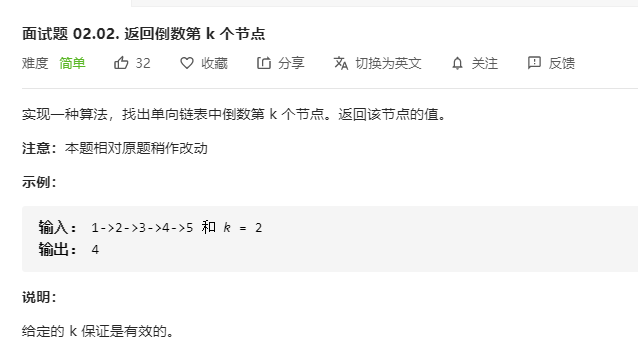 面试题 02.02. 返回倒数第 k 个节点
难度 简单 32 收藏 分享 切换为英文 关注 反馈
实现一种算法，找出单向链表中倒数第 k 个节点。返回该节点的值。
注意：本题相对原题稍作改动
示例：
输入： 1->2->3->4->5 和 k = 2
输出： 4
说明：
给定的 k 保证是有效的。